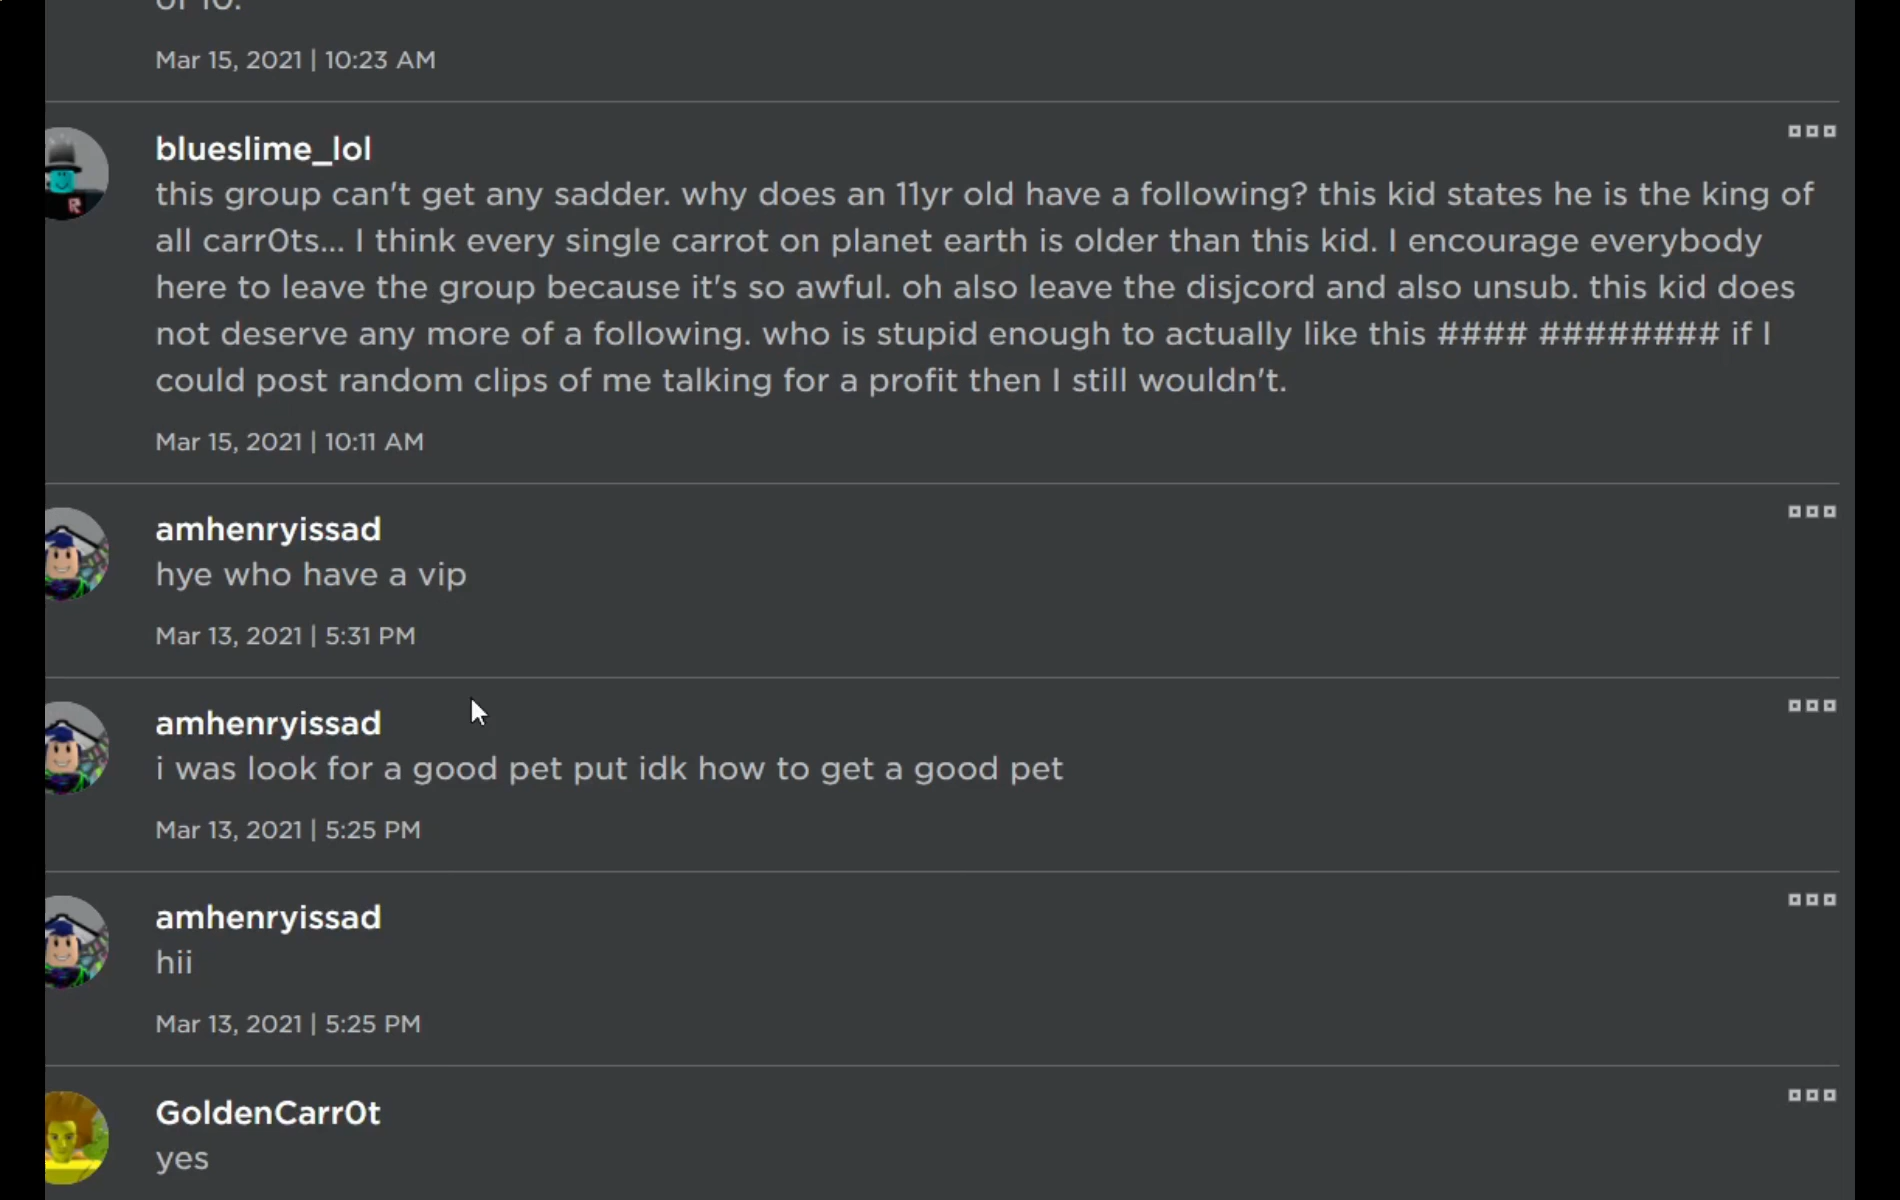 of 10.
Mar 15, 2021 | 10:23 AM
blueslime_lol
this group can't get any sadder. why does an 11yr old have a following? this kid states he is the king of
all carr0ts... I think every single carrot on planet earth is older than this kid. I encourage everybody
here to leave the group because it's so awful. oh also leave the disjcord and also unsub. this kid does
not deserve any more of a following. who is stupid enough to actually like this #### ######## if I
could post random clips of me talking for a profit then I still wouldn't.
Mar 15, 2021 | 10:11 AM
amhenryissad
hye who have a vip
Mar 13, 2021 | 5:31 PM
amhenryissad
i was look for a good pet put idk how to get a good pet
Mar 13, 2021 | 5:25 PM
amhenryissad
hii
Mar 13, 2021 | 5:25 PM
GoldenCarr0t
yes